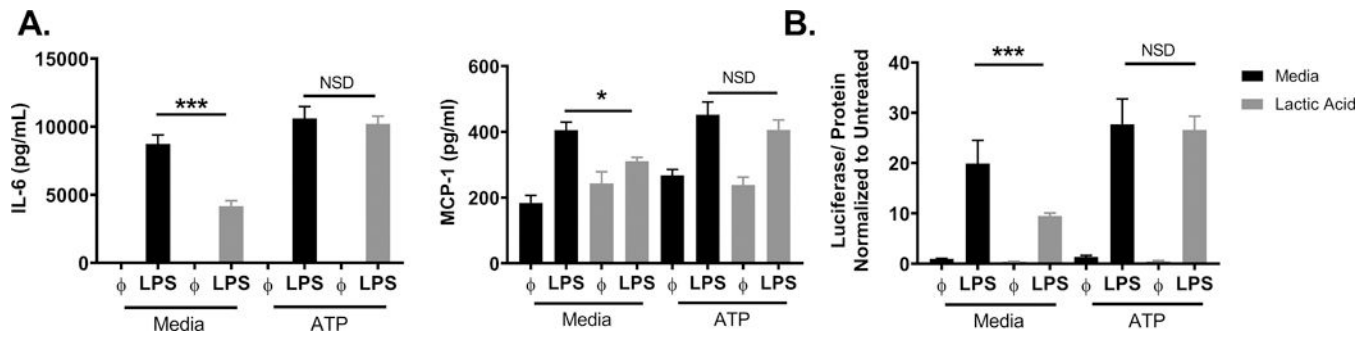 A.
IL-6 (pg/mL)
15000
10000
5000
0
***
NSD
ϕ LPS ϕ LPS ϕ LPS ϕ LPS
Media ATP
MCP-1 (pg/ml)
600
400
200
0
*
NSD
ϕ LPS ϕ LPS ϕ LPS ϕ LPS
Media ATP
B.
Luciferase/ Protein
Normalized to Untreated
40
30
20
10
0
***
NSD
ϕ LPS ϕ LPS ϕ LPS ϕ LPS
Media ATP
Media
Lactic Acid